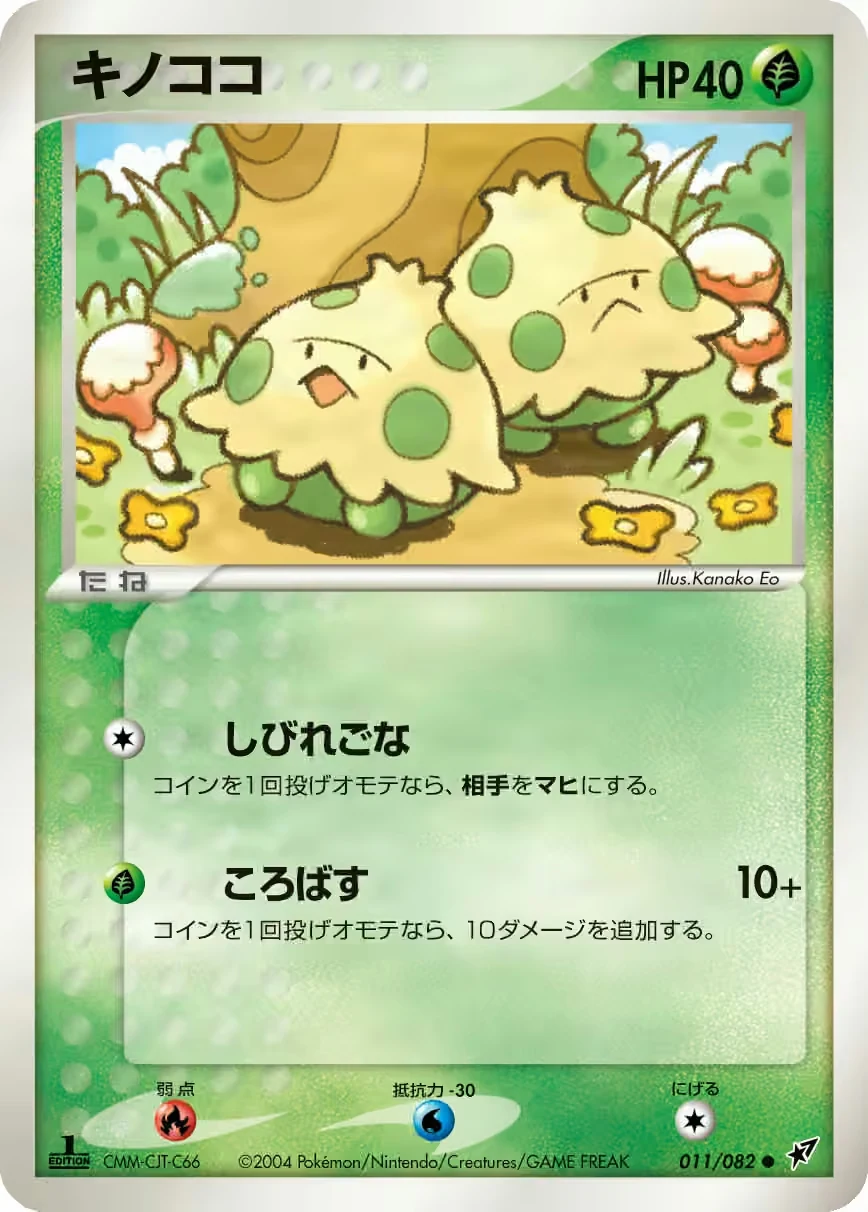 キノココ
HP40
たね
Illus.Kanako Eo
しびれごな
コインを1回投げオモテなら、相手をマヒにする。
ころばす 10+
コインを1回投げオモテなら、10ダメージを追加する。
弱点 抵抗力 -30 にげる
1 EDITION CMM-CJT-C66 ©2004 Pokémon/Nintendo/Creatures/GAME FREAK 011/082